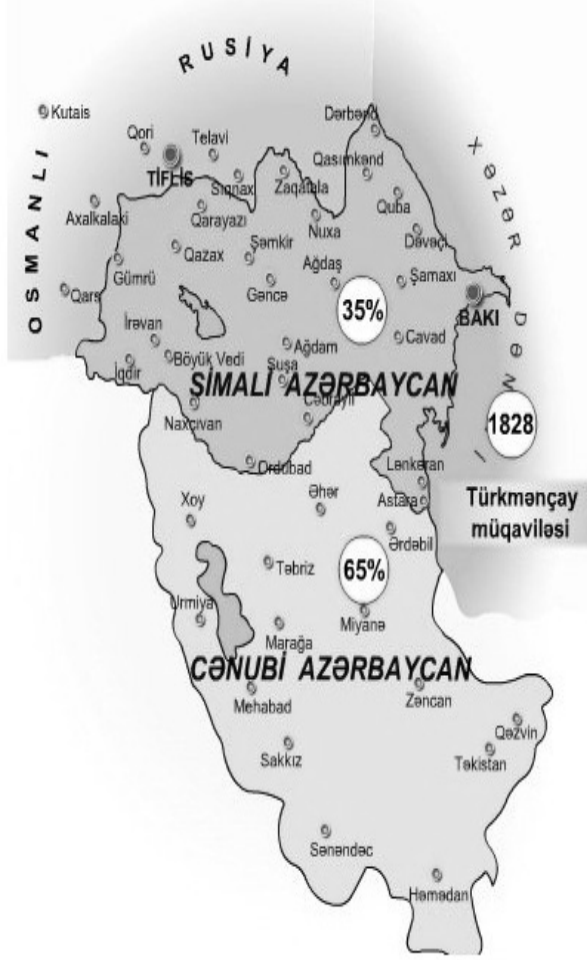 RUSİYA
OSMANLI
XƏZƏR
Kutais
Dərbənd
Qori
Telavi
TİFLİS
Qasımkənd
Sıqnax
Zaqatala
Quba
Axalkalaki
Qarayazı
Nuxa
Dəvəçi
Qazax
Şəmkir
Gümrü
Ağdaş
Şamaxı
Qars
Gəncə
35%
BAKI
İrəvan
Cavad
Böyük Vedi
Ağdam
İqdir
Şuşa
ŞİMALİ AZƏRBAYCAN
Cəbrayıl
Naxçıvan
1828
Ordubad
Lənkəran
Xoy
Əhər
Astara
Türkmənçay
müqaviləsi
Ərdəbil
Təbriz
65%
Urmiya
Miyanə
Marağa
CƏNUBİ AZƏRBAYCAN
Mehabad
Zəncan
Qəzvin
Sakkız
Təkistan
Sənəndəc
Həmədan